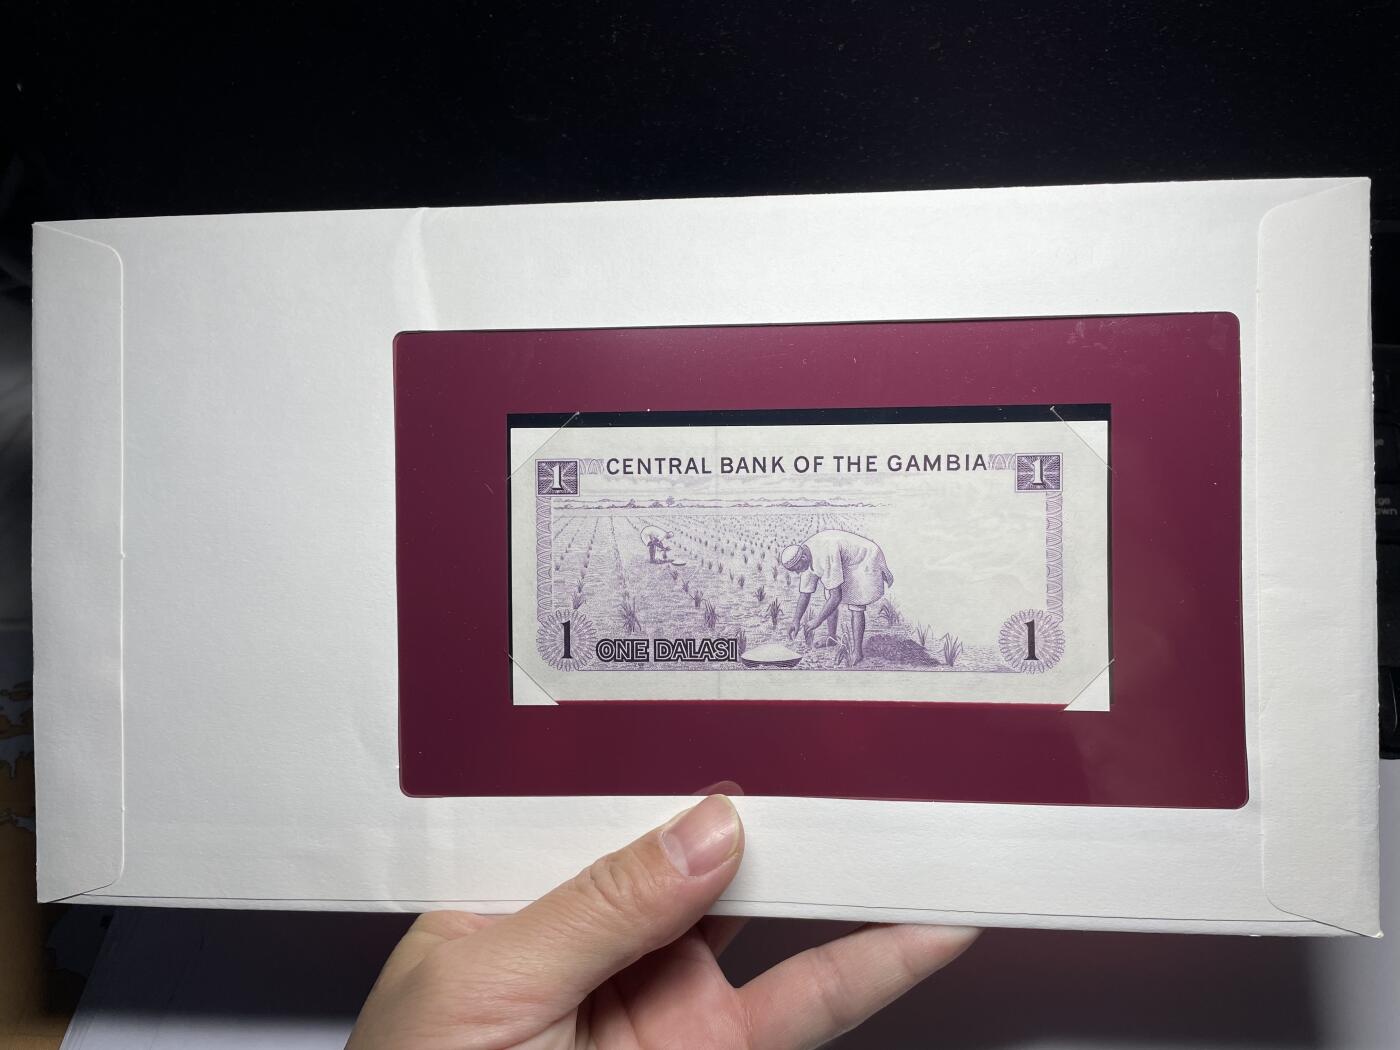 1 CENTRAL BANK OF THE GAMBIA 1
1 ONE DALASI 1